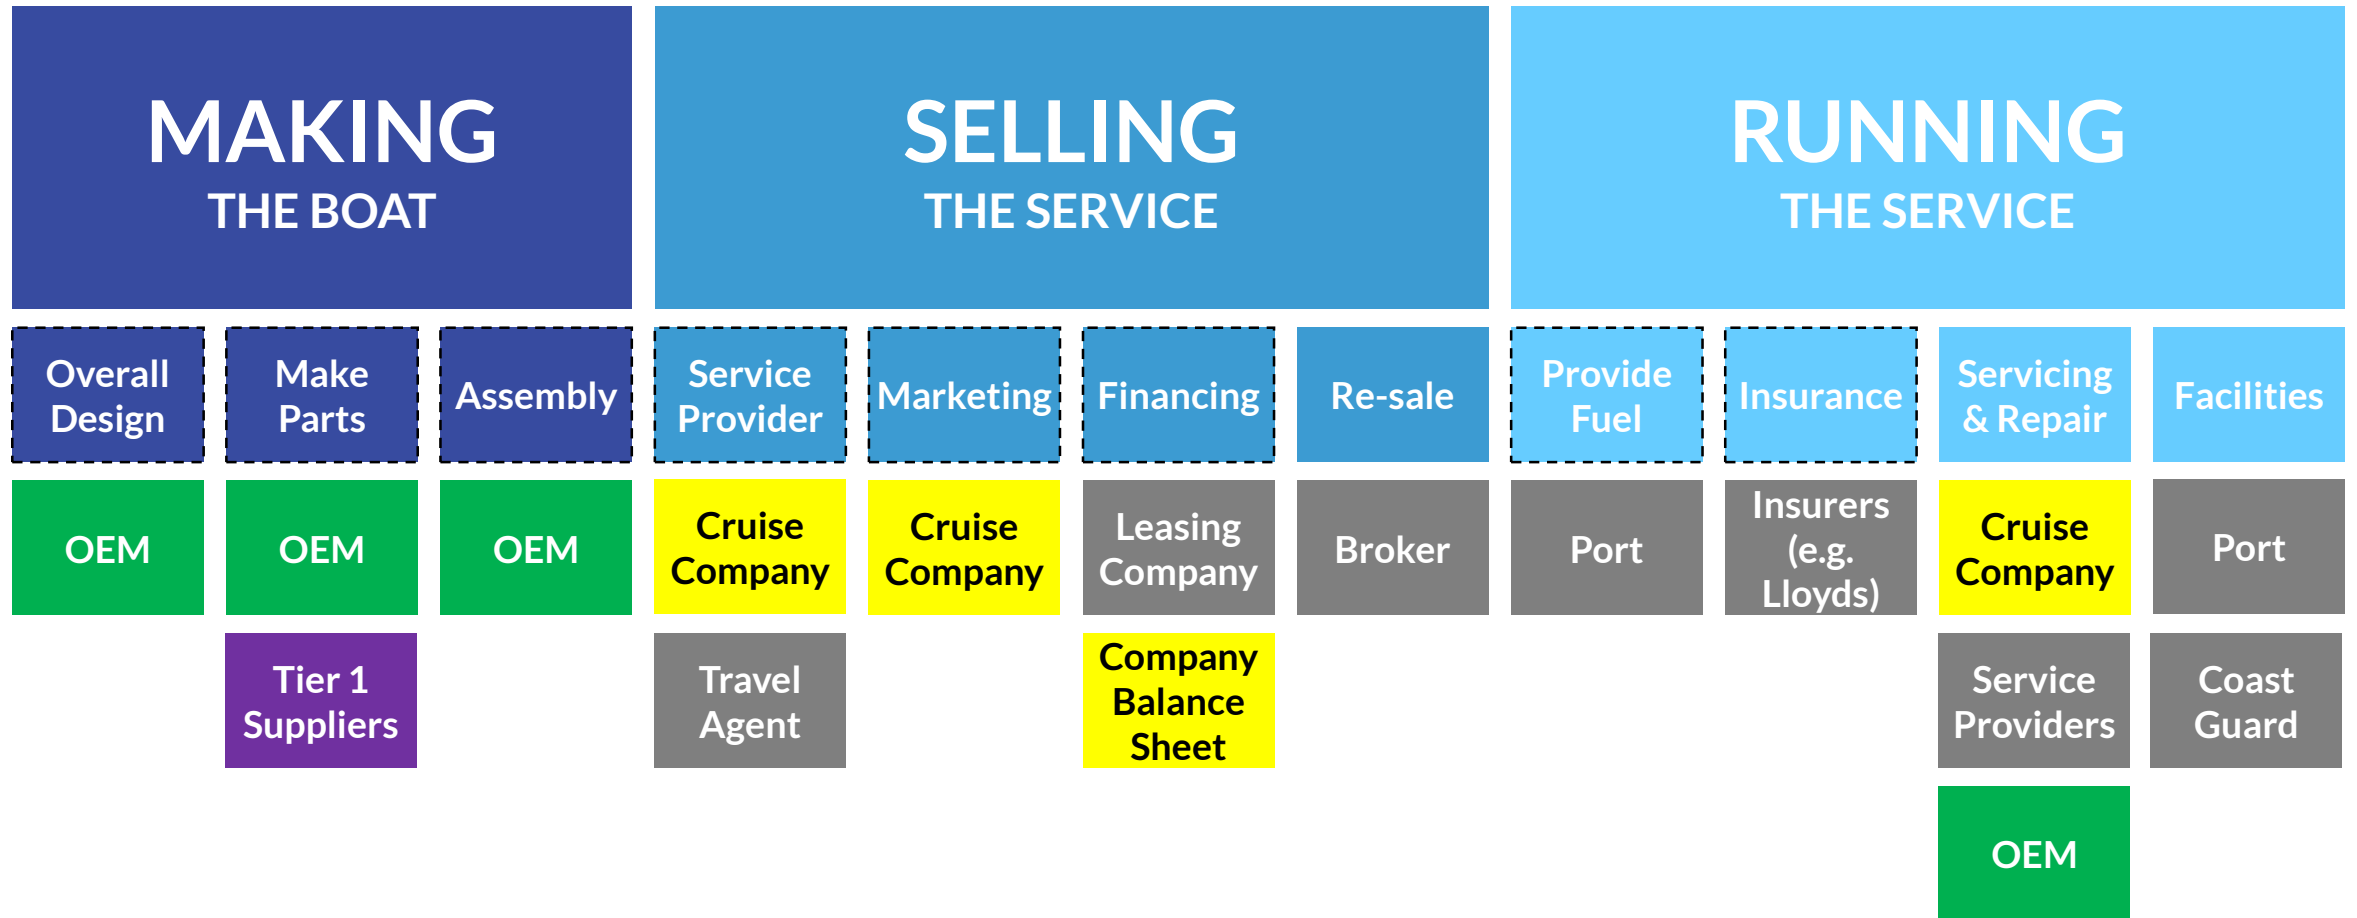 MAKING
THE BOAT
SELLING
THE SERVICE
RUNNING
THE SERVICE
Overall
Design
Make
Parts
Assembly
Service
Provider
Marketing
Financing
Re-sale
Provide
Fuel
Insurance
Servicing
& Repair
Facilities
OEM
OEM
OEM
Cruise
Company
Cruise
Company
Leasing
Company
Broker
Port
Insurers
(e.g.
Lloyds)
Cruise
Company
Port
Tier 1
Suppliers
Travel
Agent
Company
Balance
Sheet
Service
Providers
Coast
Guard
OEM